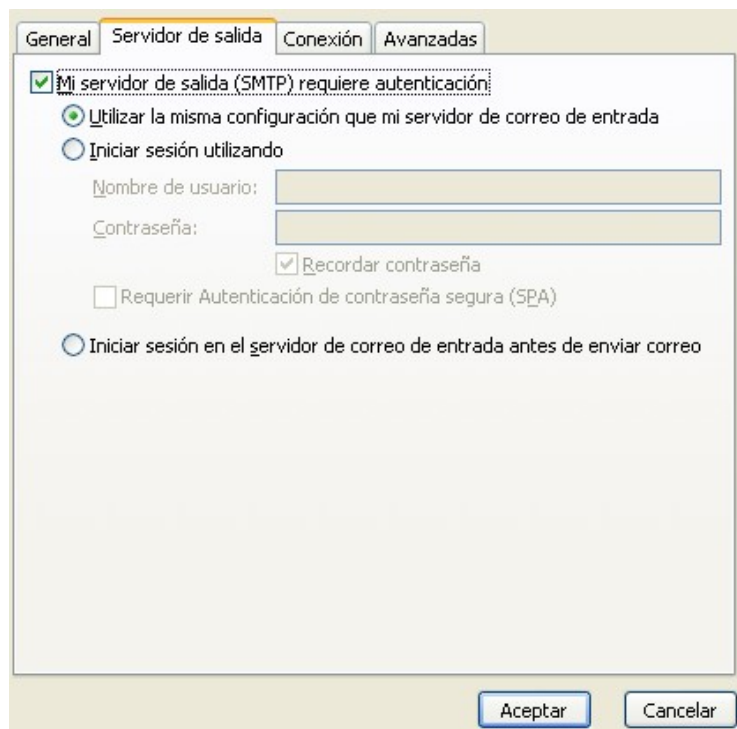 General Servidor de salida Conexión Avanzadas
Mi servidor de salida (SMTP) requiere autenticación
Utilizar la misma configuración que mi servidor de correo de entrada
Iniciar sesión utilizando
Nombre de usuario:
Contraseña:
Recordar contraseña
Requerir Autenticación de contraseña segura (SPA)
Iniciar sesión en el servidor de correo de entrada antes de enviar correo
Aceptar Cancelar